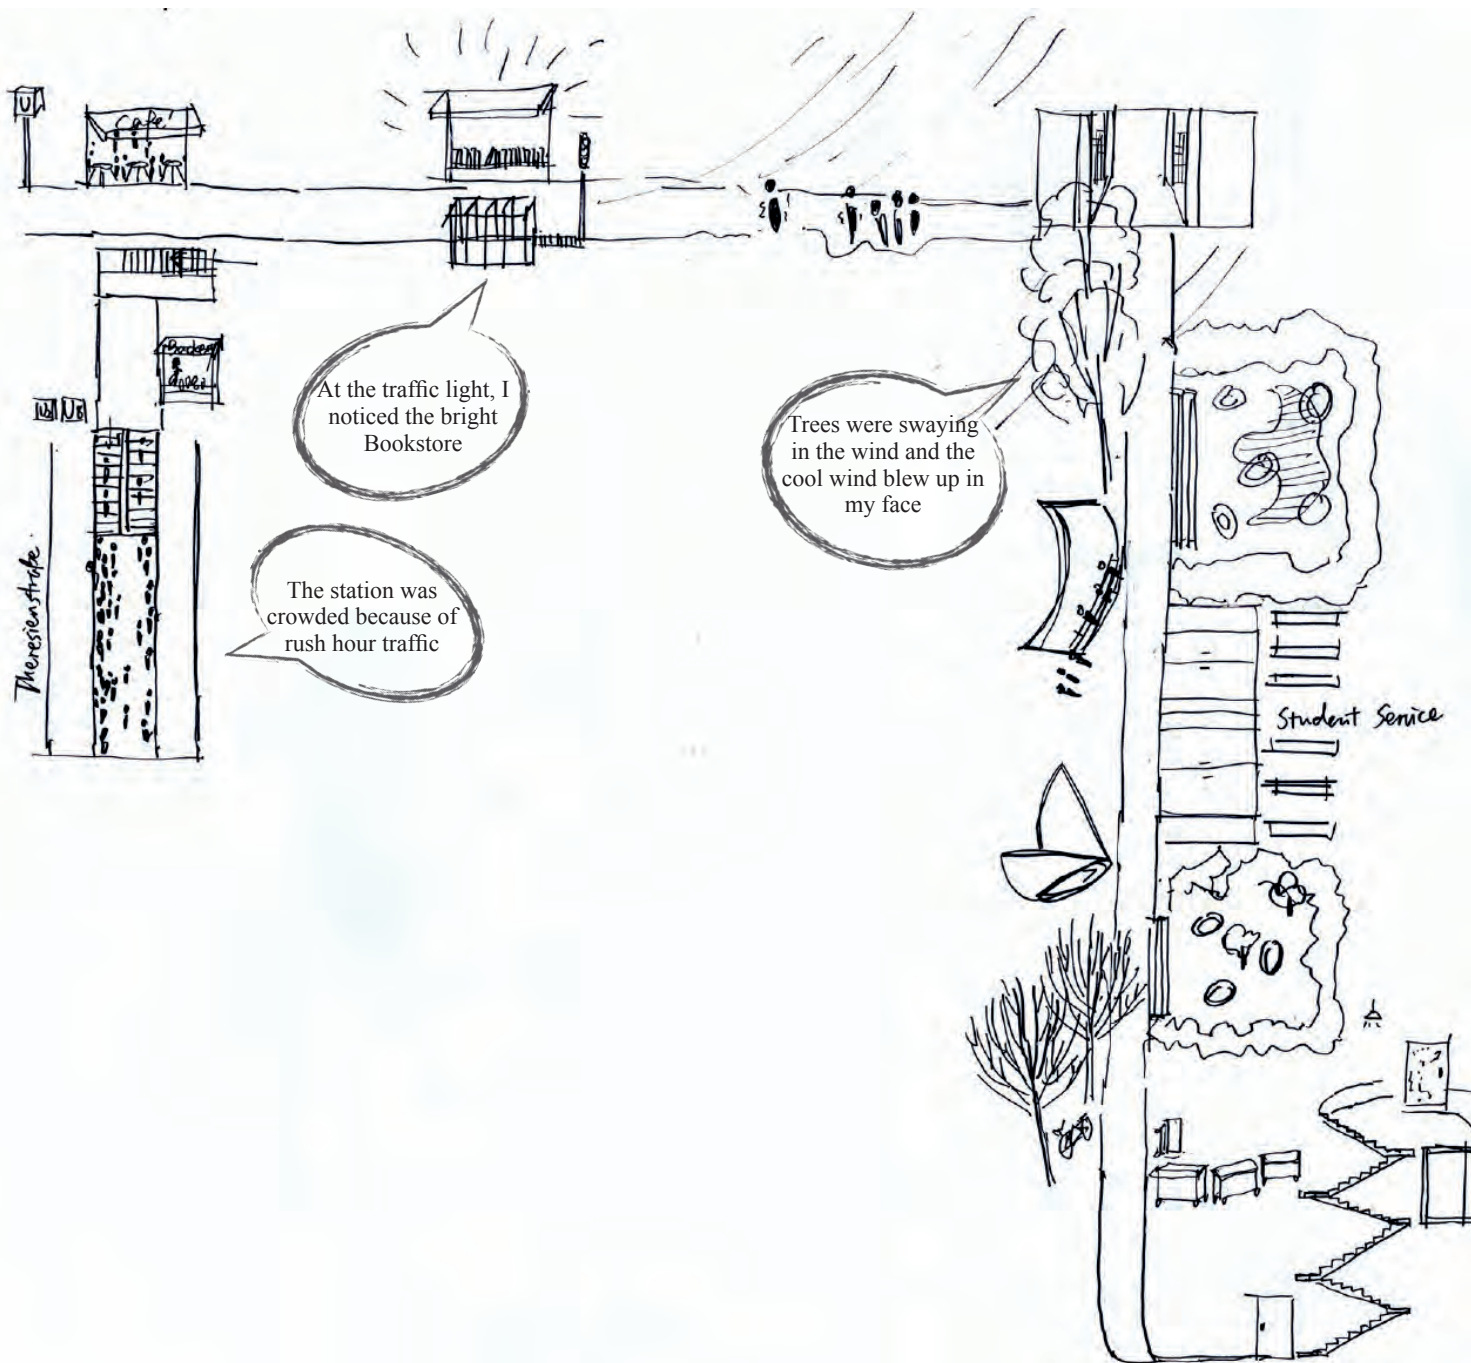 U
Café
At the traffic light, I
noticed the bright
Bookstore
Trees were swaying
in the wind and the
cool wind blew up in
my face
The station was
crowded because of
rush hour traffic
Theresienstraße
Student Service